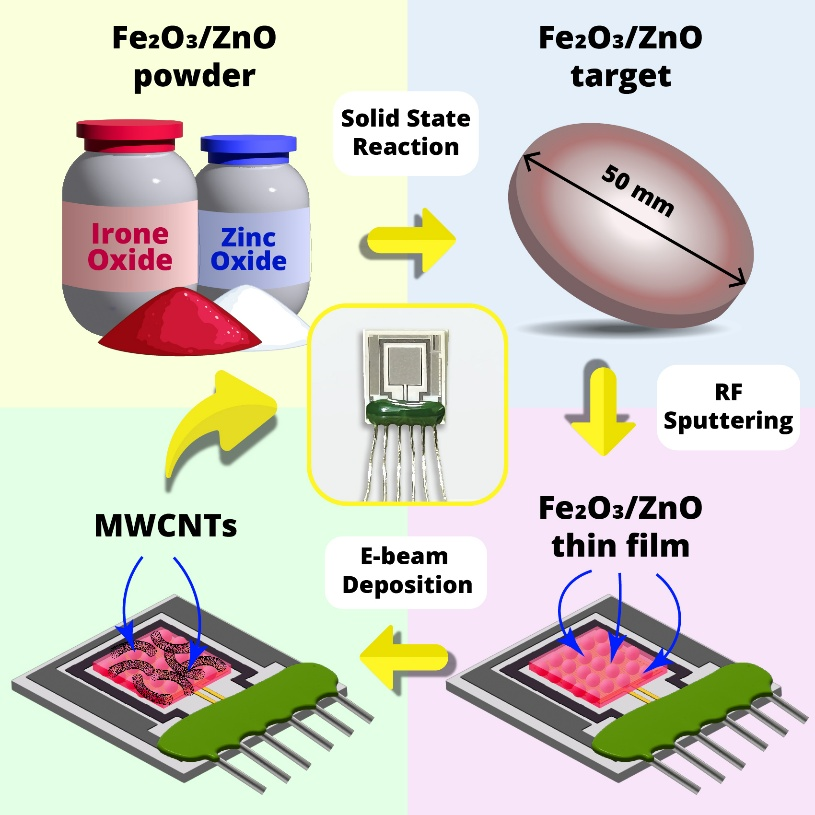 Fe₂O₃/ZnO
powder
Fe₂O₃/ZnO
target
Solid State
Reaction
Irone
Oxide
Zinc
Oxide
50 mm
RF
Sputtering
MWCNTs
E-beam
Deposition
Fe₂O₃/ZnO
thin film